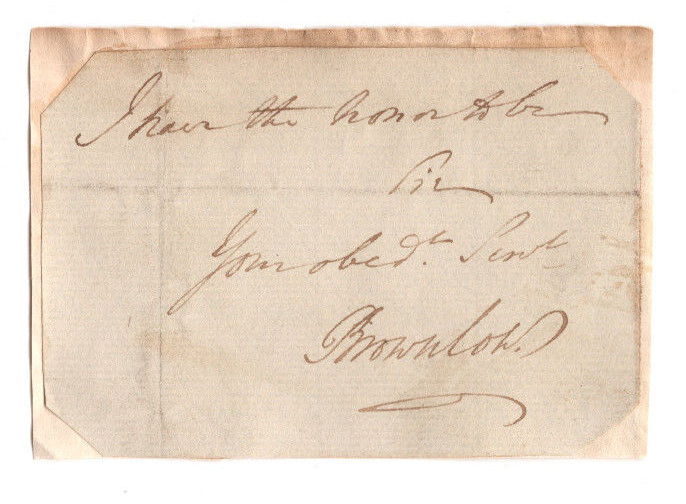 I have the honor to be
Sir
Your obedt. Servt.
Brownlow.